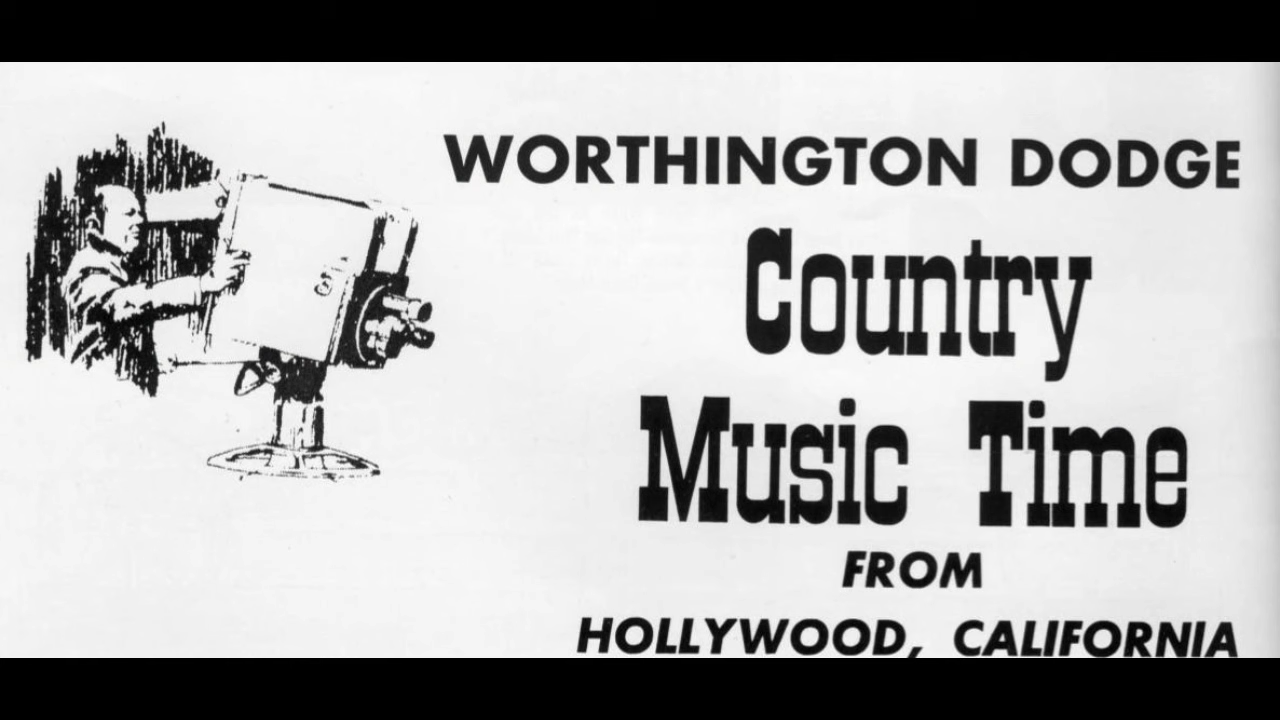 WORTHINGTON DODGE
Country
Music Time
FROM
HOLLYWOOD, CALIFORNIA